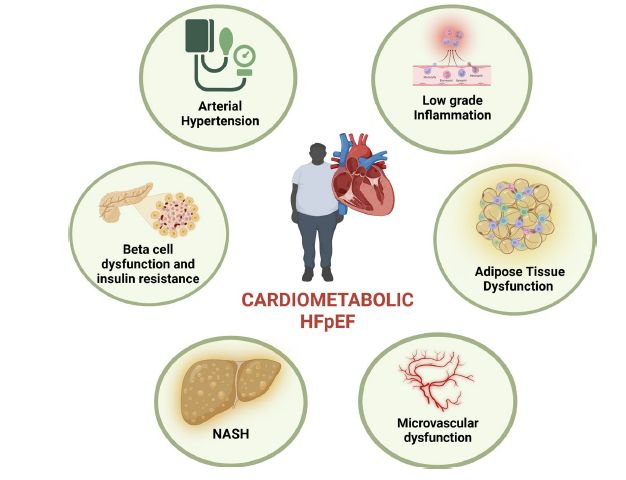 Arterial
Hypertension
Low grade
Inflammation
Beta cell
dysfunction and
insulin resistance
Adipose Tissue
Dysfunction
CARDIOMETABOLIC
HFpEF
NASH
Microvascular
dysfunction